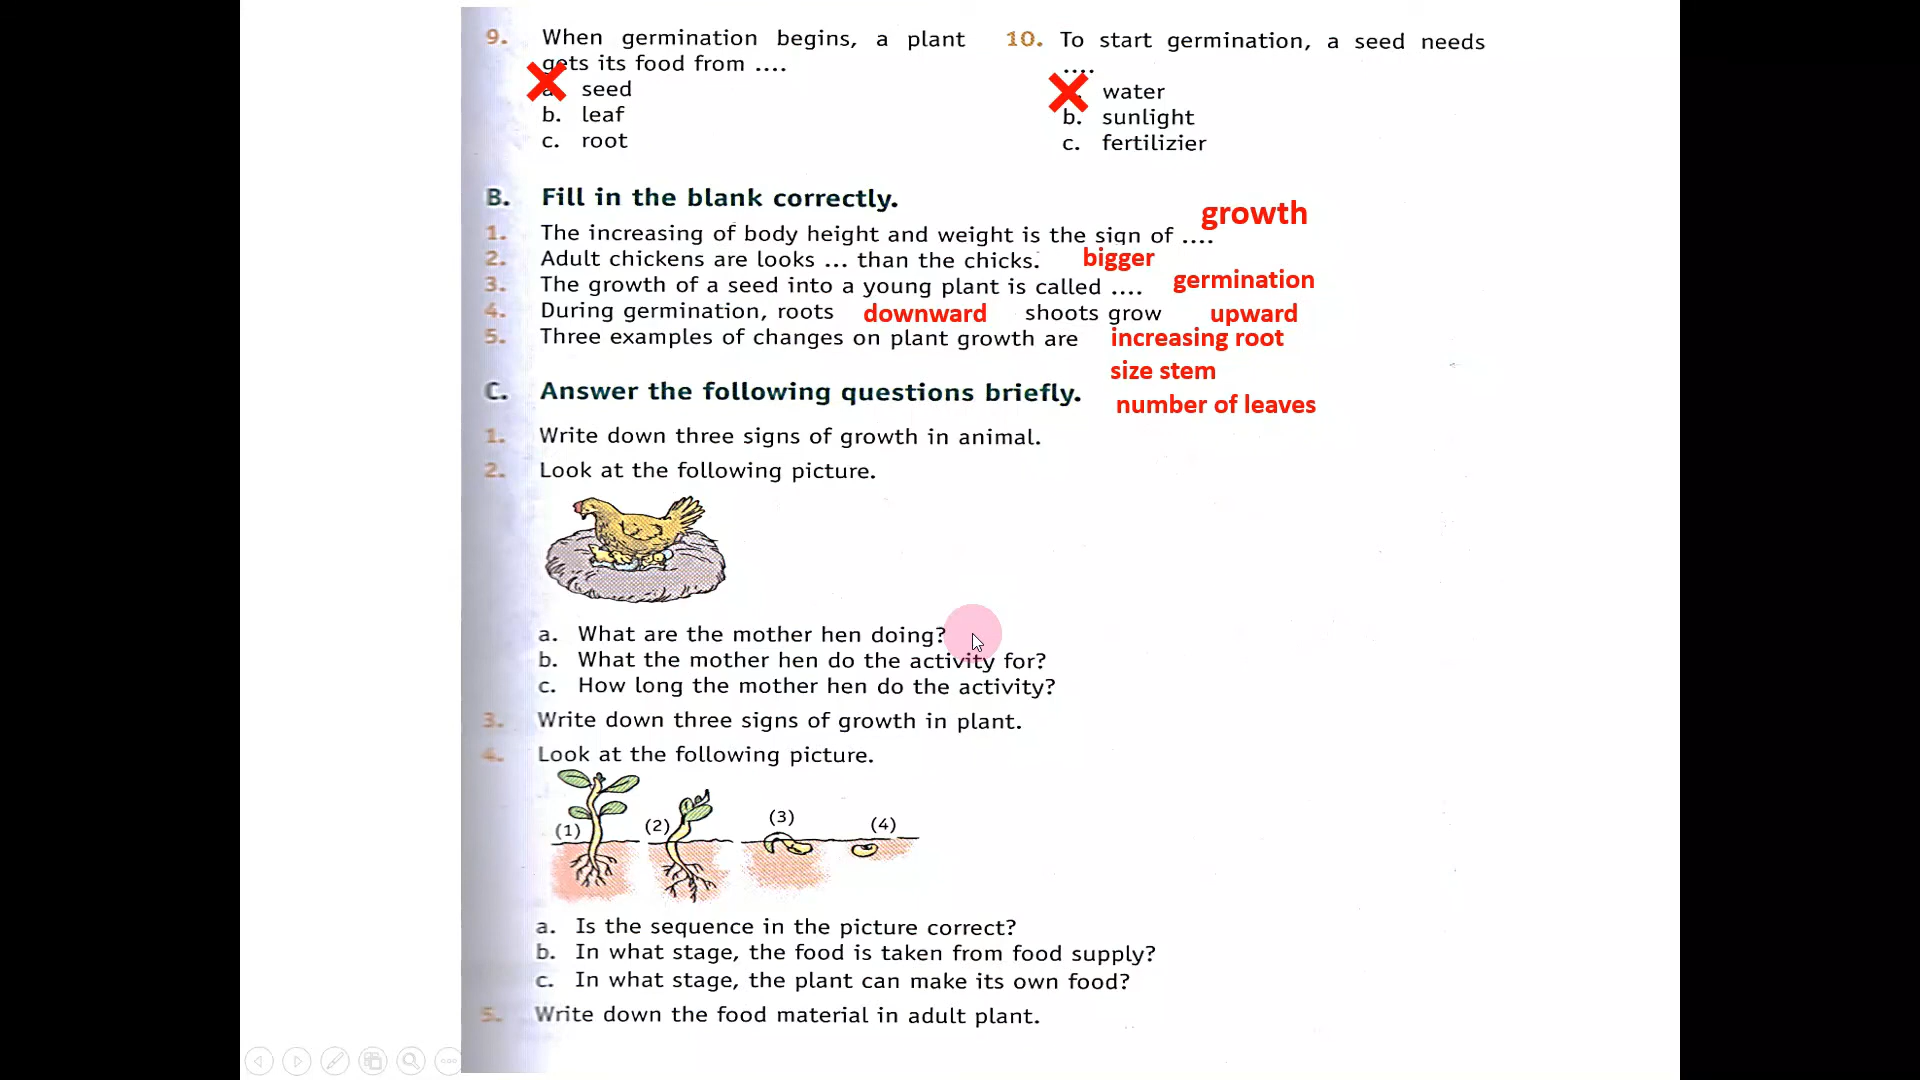 9. When germination begins, a plant
gets its food from ....
a. seed
b. leaf
c. root
10. To start germination, a seed needs
....
water
b. sunlight
c. fertilizier
B. Fill in the blank correctly.
1. The increasing of body height and weight is the sign of .... growth
2. Adult chickens are looks ... than the chicks. bigger
3. The growth of a seed into a young plant is called .... germination
4. During germination, roots downward shoots grow upward
5. Three examples of changes on plant growth are increasing root
size stem
number of leaves
C. Answer the following questions briefly.
1. Write down three signs of growth in animal.
2. Look at the following picture.
a. What are the mother hen doing?
b. What the mother hen do the activity for?
c. How long the mother hen do the activity?
3. Write down three signs of growth in plant.
4. Look at the following picture.
(1) (2) (3) (4)
a. Is the sequence in the picture correct?
b. In what stage, the food is taken from food supply?
c. In what stage, the plant can make its own food?
5. Write down the food material in adult plant.